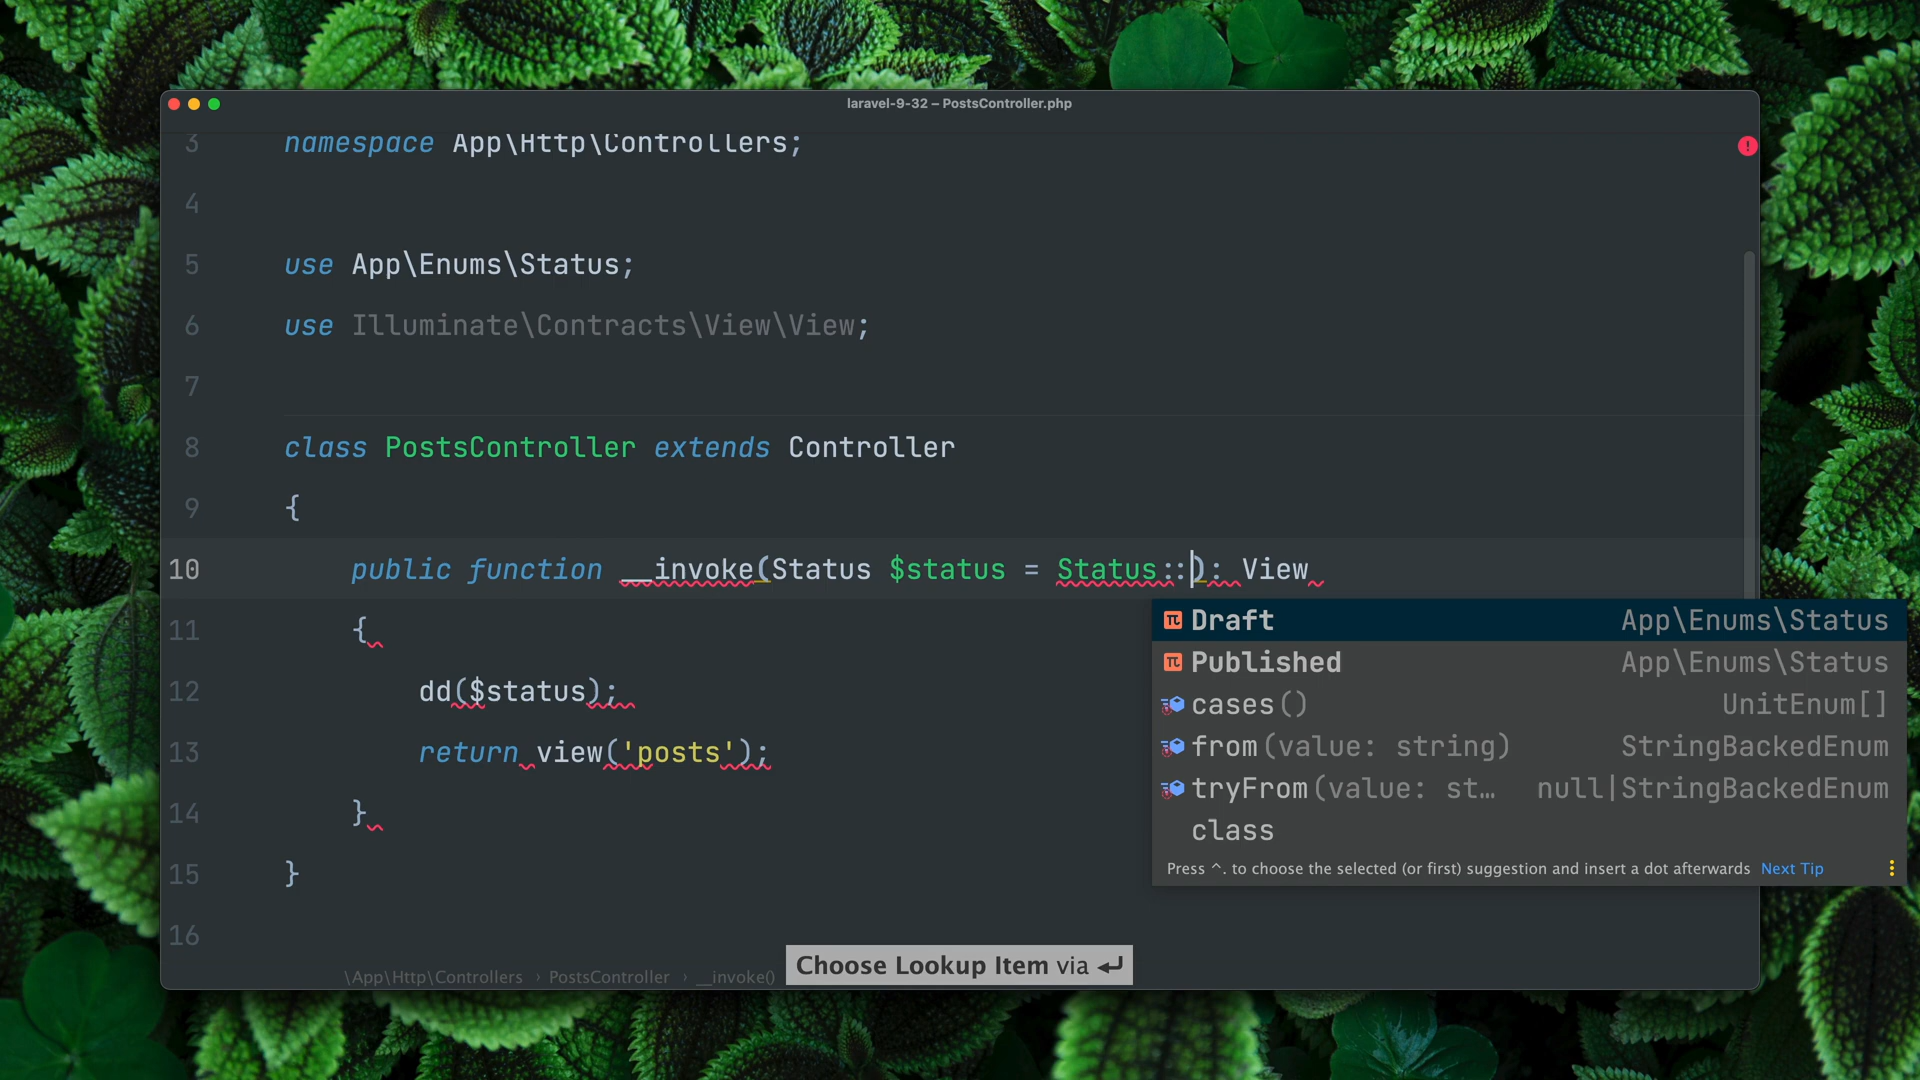 laravel-9-32 – PostsController.php
3 namespace App\Http\Controllers;
4
5 use App\Enums\Status;
6 use Illuminate\Contracts\View\View;
7
8 class PostsController extends Controller
9 {
10 public function __invoke(Status $status = Status::): View
11 {
12 dd($status);
13 return view('posts');
14 }
15 }
16
Draft App\Enums\Status
Published App\Enums\Status
cases() UnitEnum[]
from(value: string) StringBackedEnum
tryFrom(value: st… null|StringBackedEnum
class
Press ^. to choose the selected (or first) suggestion and insert a dot afterwards Next Tip
Choose Lookup Item via ↵
\App\Http\Controllers › PostsController › __invoke()